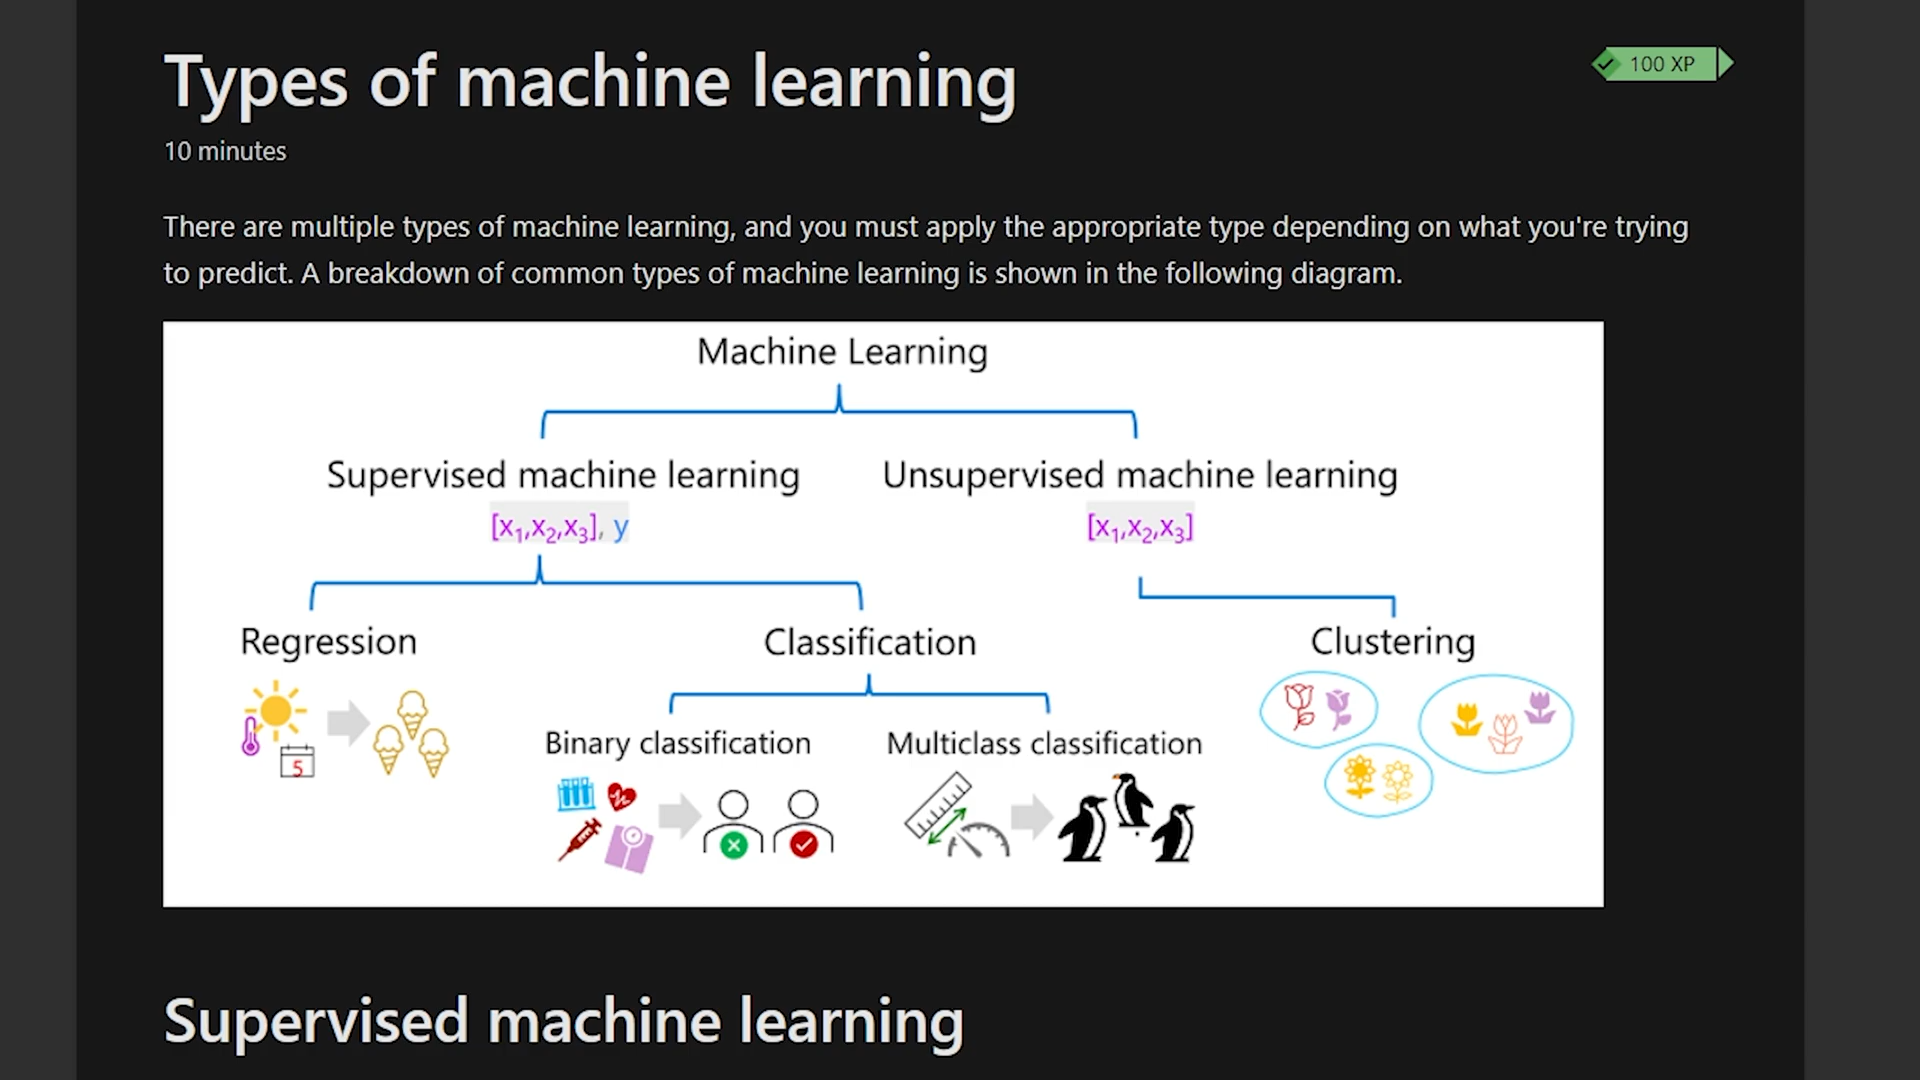 Types of machine learning
100 XP
10 minutes
There are multiple types of machine learning, and you must apply the appropriate type depending on what you're trying
to predict. A breakdown of common types of machine learning is shown in the following diagram.
Machine Learning
Supervised machine learning
Unsupervised machine learning
[x₁,x₂,x₃], y
[x₁,x₂,x₃]
Regression
Classification
Clustering
5
Binary classification
Multiclass classification
Supervised machine learning